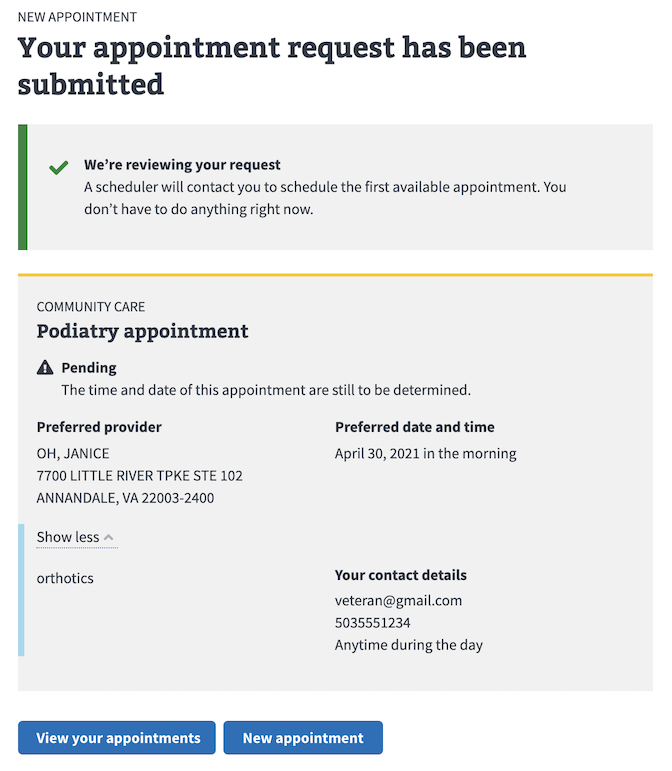 NEW APPOINTMENT
Your appointment request has been
submitted
We’re reviewing your request
A scheduler will contact you to schedule the first available appointment. You
don’t have to do anything right now.
COMMUNITY CARE
Podiatry appointment
Pending
The time and date of this appointment are still to be determined.
Preferred provider
OH, JANICE
7700 LITTLE RIVER TPKE STE 102
ANNANDALE, VA 22003-2400
Preferred date and time
April 30, 2021 in the morning
Show less
orthotics
Your contact details
veteran@gmail.com
5035551234
Anytime during the day
View your appointments
New appointment